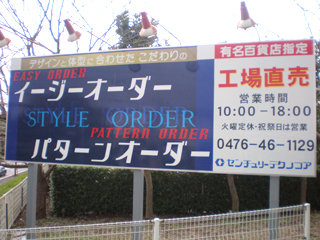 デザインと体型に合わせた こだわりの
EASY ORDER
イージーオーダー
STYLE ORDER
PATTERN ORDER
パターンオーダー
有名百貨店指定
工場直売
営業時間
10:00-18:00
火曜定休・祝祭日は営業
0476-46-1129
センチュリーテクノコア